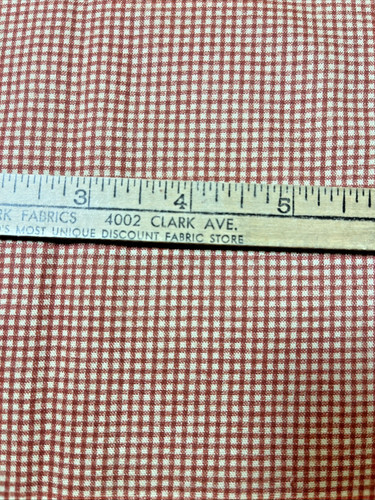 3 4 5
RK FABRICS 4002 CLARK AVE.
'S MOST UNIQUE DISCOUNT FABRIC STORE